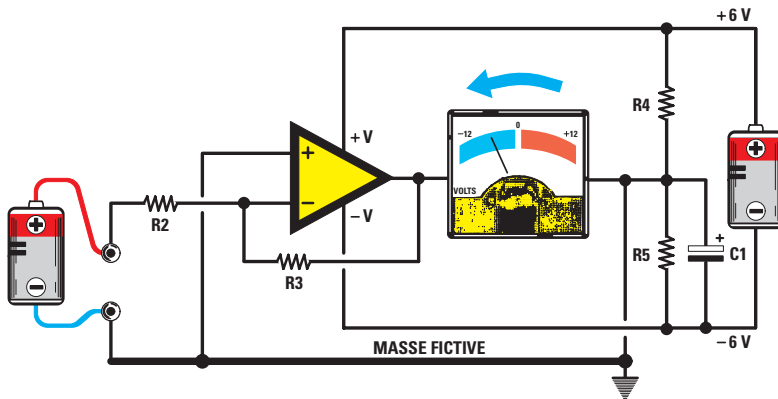 +6 V
R4
−12
0
+12
+V
+
−
VOLTS
−V
R2
R3
R5
+
C1
+
−
+
−
MASSE FICTIVE
−6 V